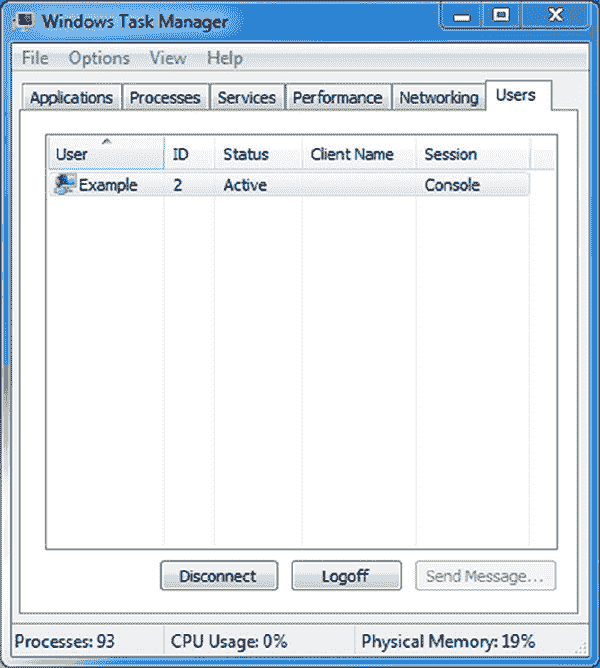 Windows Task Manager
File Options View Help
Applications Processes Services Performance Networking Users
User ID Status Client Name Session
Example 2 Active Console
Disconnect Logoff Send Message...
Processes: 93 CPU Usage: 0% Physical Memory: 19%